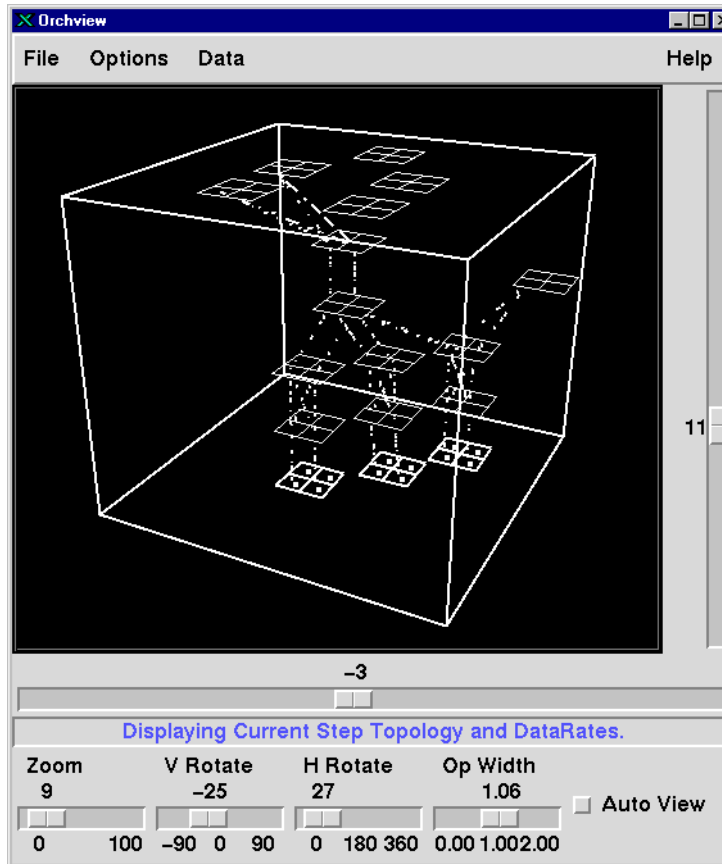 Orchview
File Options Data Help
11
-3
Displaying Current Step Topology and DataRates.
Zoom V Rotate H Rotate Op Width
9 -25 27 1.06
Auto View
0 100 -90 0 90 0 180 360 0.00 1.00 2.00